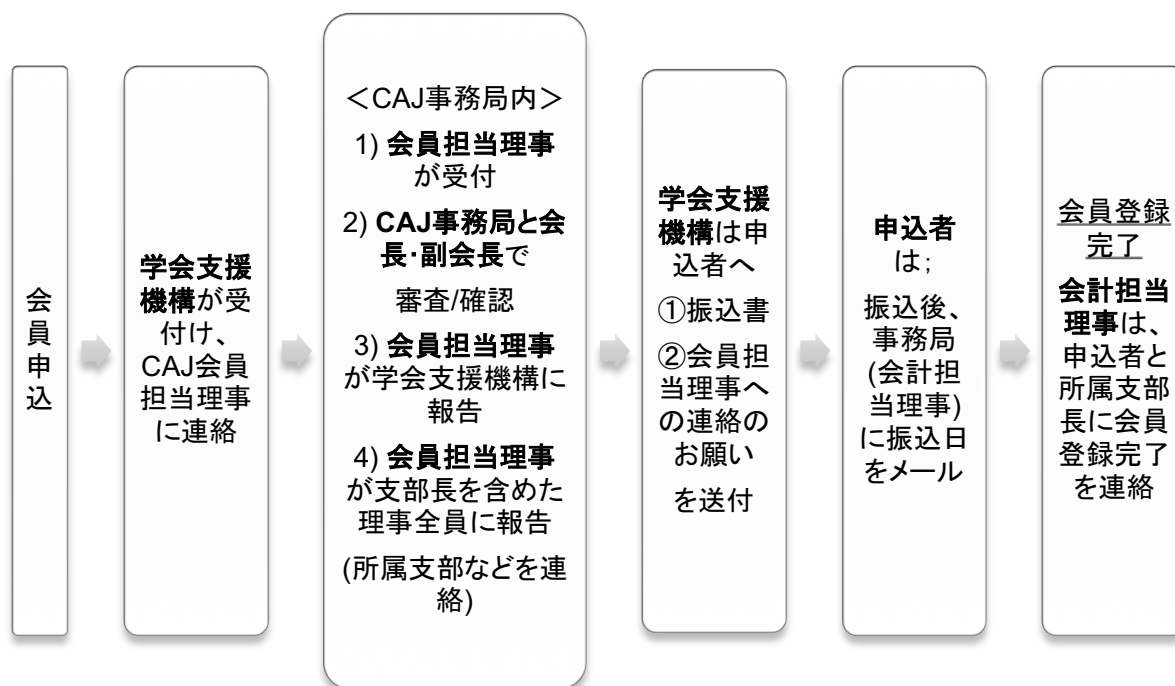 会
員
申
込
学会支援
機構が受
付け、
CAJ会員
担当理事
に連絡
＜CAJ事務局内＞
1) 会員担当理事
が受付
2) CAJ事務局と会
長・副会長で
審査/確認
3) 会員担当理事
が学会支援機構に
報告
4) 会員担当理事
が支部長を含めた
理事全員に報告
(所属支部などを連
絡)
学会支援
機構は申
込者へ
①振込書
②会員担
当理事へ
の連絡の
お願い
を送付
申込者
は;
振込後、
事務局
(会計担
当理事)
に振込日
をメール
会員登録
完了
会計担当
理事は、
申込者と
所属支部
長に会員
登録完了
を連絡